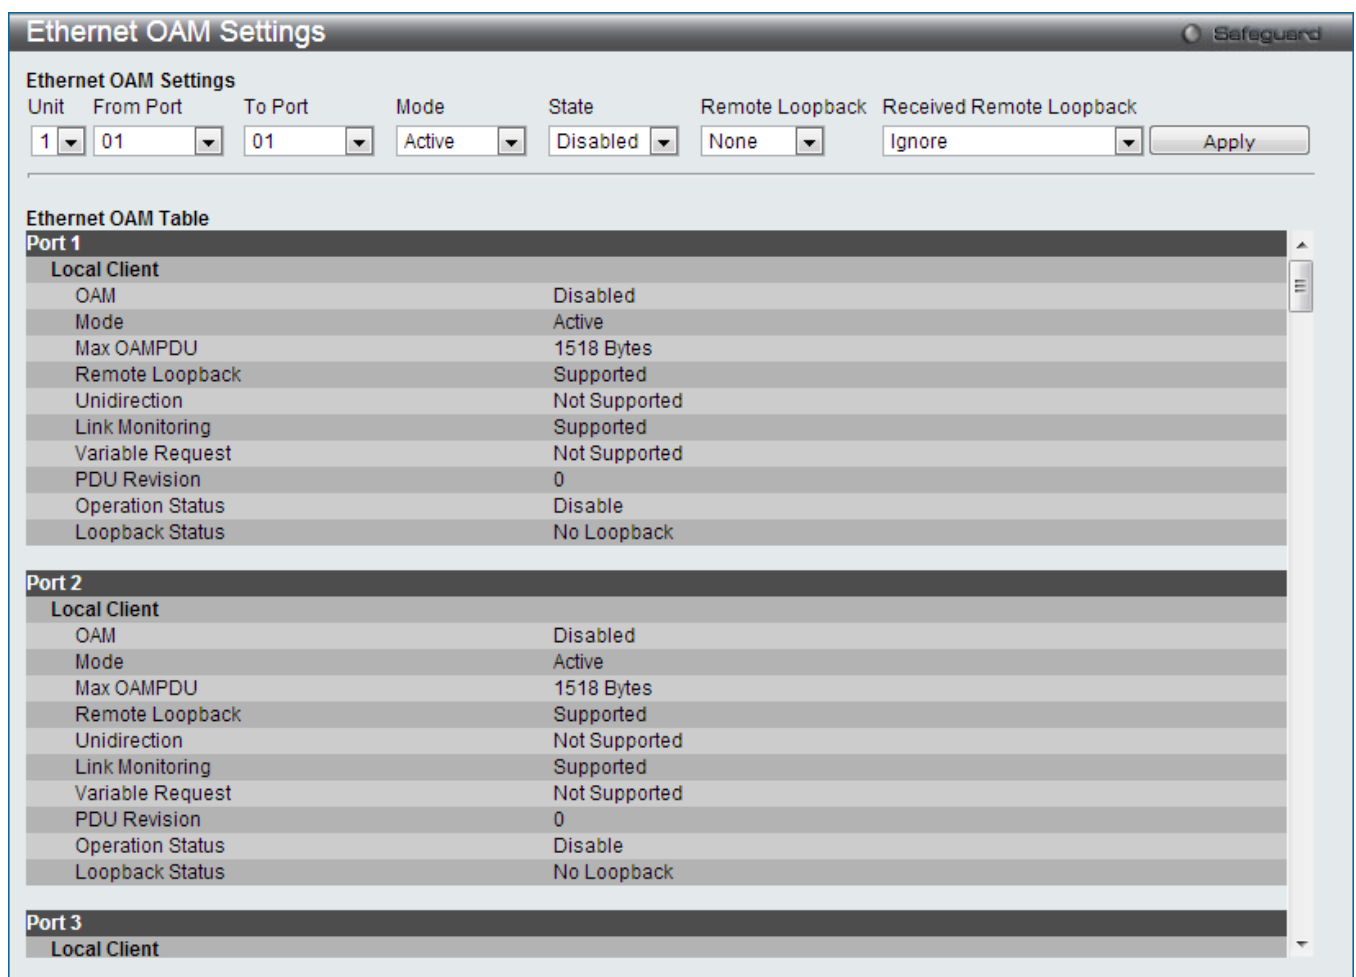 Ethernet OAM Settings
Safeguard
Ethernet OAM Settings
Unit From Port To Port Mode State Remote Loopback Received Remote Loopback
1 01 01 Active Disabled None Ignore Apply
Ethernet OAM Table
Port 1
Local Client
OAM Disabled
Mode Active
Max OAMPDU 1518 Bytes
Remote Loopback Supported
Unidirection Not Supported
Link Monitoring Supported
Variable Request Not Supported
PDU Revision 0
Operation Status Disable
Loopback Status No Loopback
Port 2
Local Client
OAM Disabled
Mode Active
Max OAMPDU 1518 Bytes
Remote Loopback Supported
Unidirection Not Supported
Link Monitoring Supported
Variable Request Not Supported
PDU Revision 0
Operation Status Disable
Loopback Status No Loopback
Port 3
Local Client